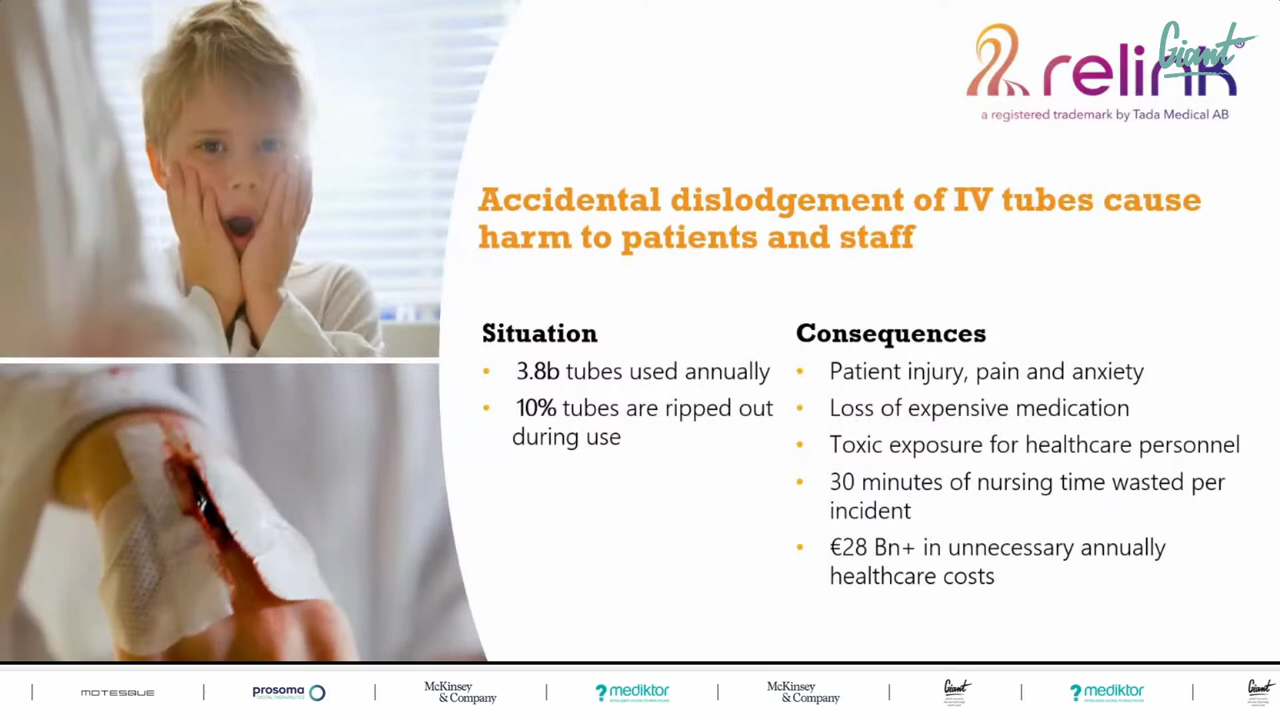 relink
Giant
a registered trademark by Tada Medical AB
Accidental dislodgement of IV tubes cause
harm to patients and staff
Situation
• 3.8b tubes used annually
• 10% tubes are ripped out
during use
Consequences
• Patient injury, pain and anxiety
• Loss of expensive medication
• Toxic exposure for healthcare personnel
• 30 minutes of nursing time wasted per
incident
• €28 Bn+ in unnecessary annually
healthcare costs
MOTESQUE
prosoma
McKinsey
& Company
mediktor
McKinsey
& Company
Giant
mediktor
Giant